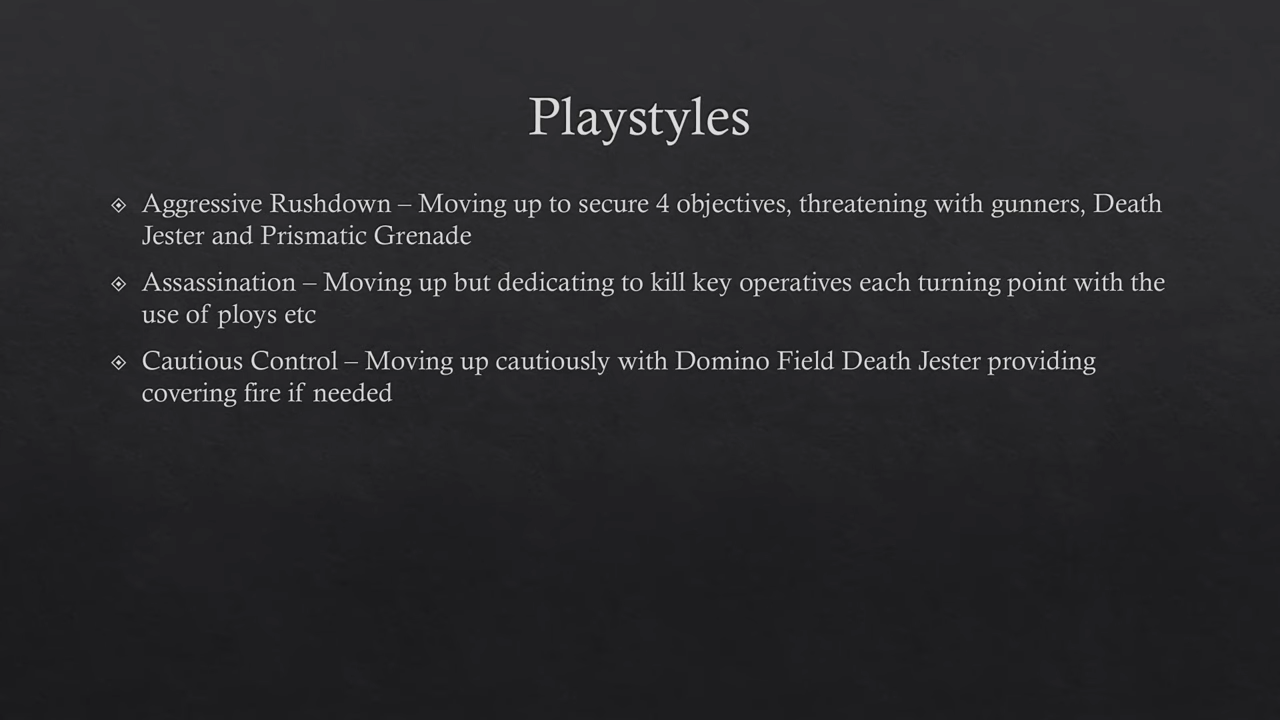 Playstyles
Aggressive Rushdown – Moving up to secure 4 objectives, threatening with gunners, Death
Jester and Prismatic Grenade
Assassination – Moving up but dedicating to kill key operatives each turning point with the
use of ploys etc
Cautious Control – Moving up cautiously with Domino Field Death Jester providing
covering fire if needed